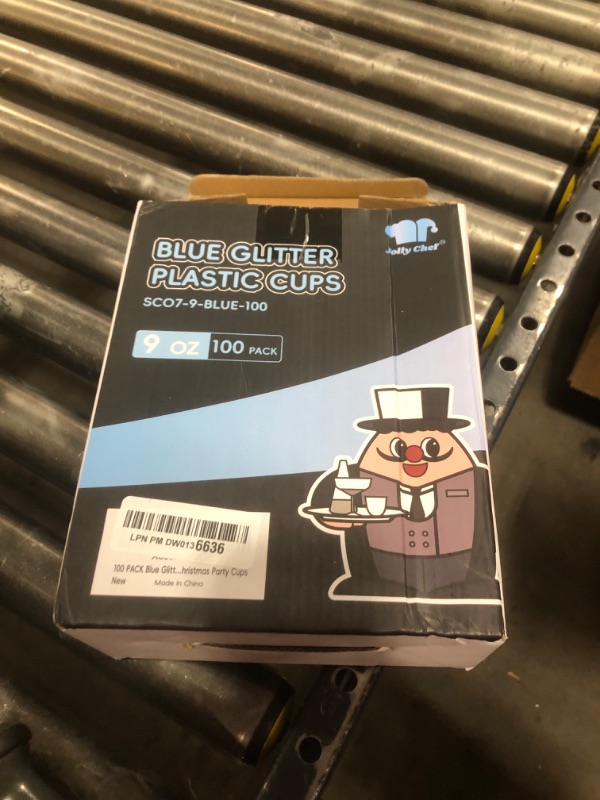 Jolly Chef®
BLUE GLITTER
PLASTIC CUPS
SC07-9-BLUE-100
9 OZ 100 PACK
LPN PM DW0136636
100 PACK Blue Glitt...hristmas Party Cups
New Made in China